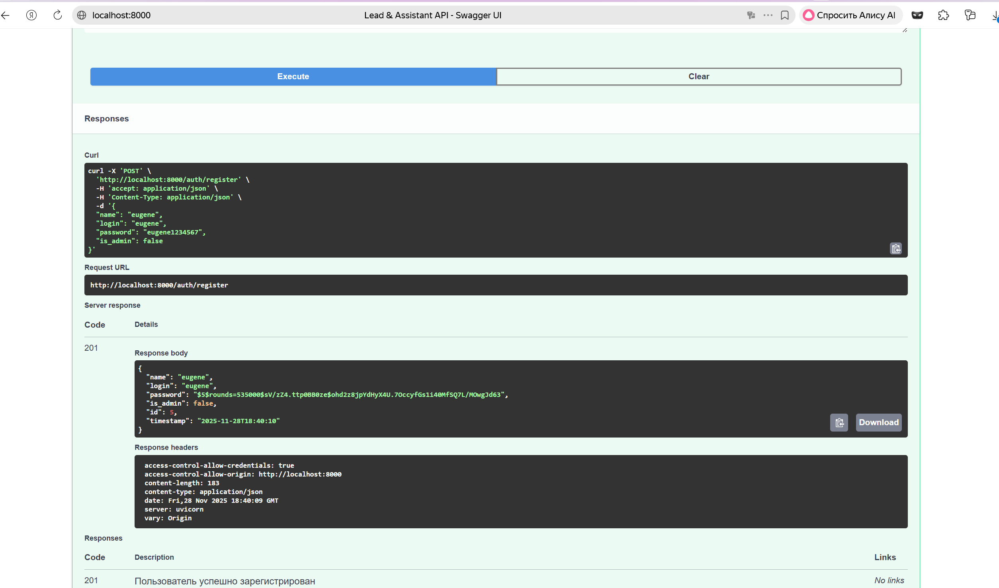 localhost:8000
Lead & Assistant API - Swagger UI
Спросить Алису AI
Execute
Clear
Responses
Curl
curl -X 'POST' \
'http://localhost:8000/auth/register' \
-H 'accept: application/json' \
-H 'Content-Type: application/json' \
-d '{
"name": "eugene",
"login": "eugene",
"password": "eugene1234567",
"is_admin": false
}'
Request URL
http://localhost:8000/auth/register
Server response
Code
Details
201
Response body
{
"name": "eugene",
"login": "eugene",
"password": "$5$rounds=535000$sV/zZ4.ttp0BB0ze$ohd2z8jpYdHyX4U.7OccyfGs1i40MfSQ7L/MOwgJd63",
"is_admin": false,
"id": 5,
"timestamp": "2025-11-28T18:40:10"
}
Download
Response headers
access-control-allow-credentials: true
access-control-allow-origin: http://localhost:8000
content-length: 183
content-type: application/json
date: Fri,28 Nov 2025 18:40:09 GMT
server: uvicorn
vary: Origin
Responses
Code
Description
Links
201
Пользователь успешно зарегистрирован
No links